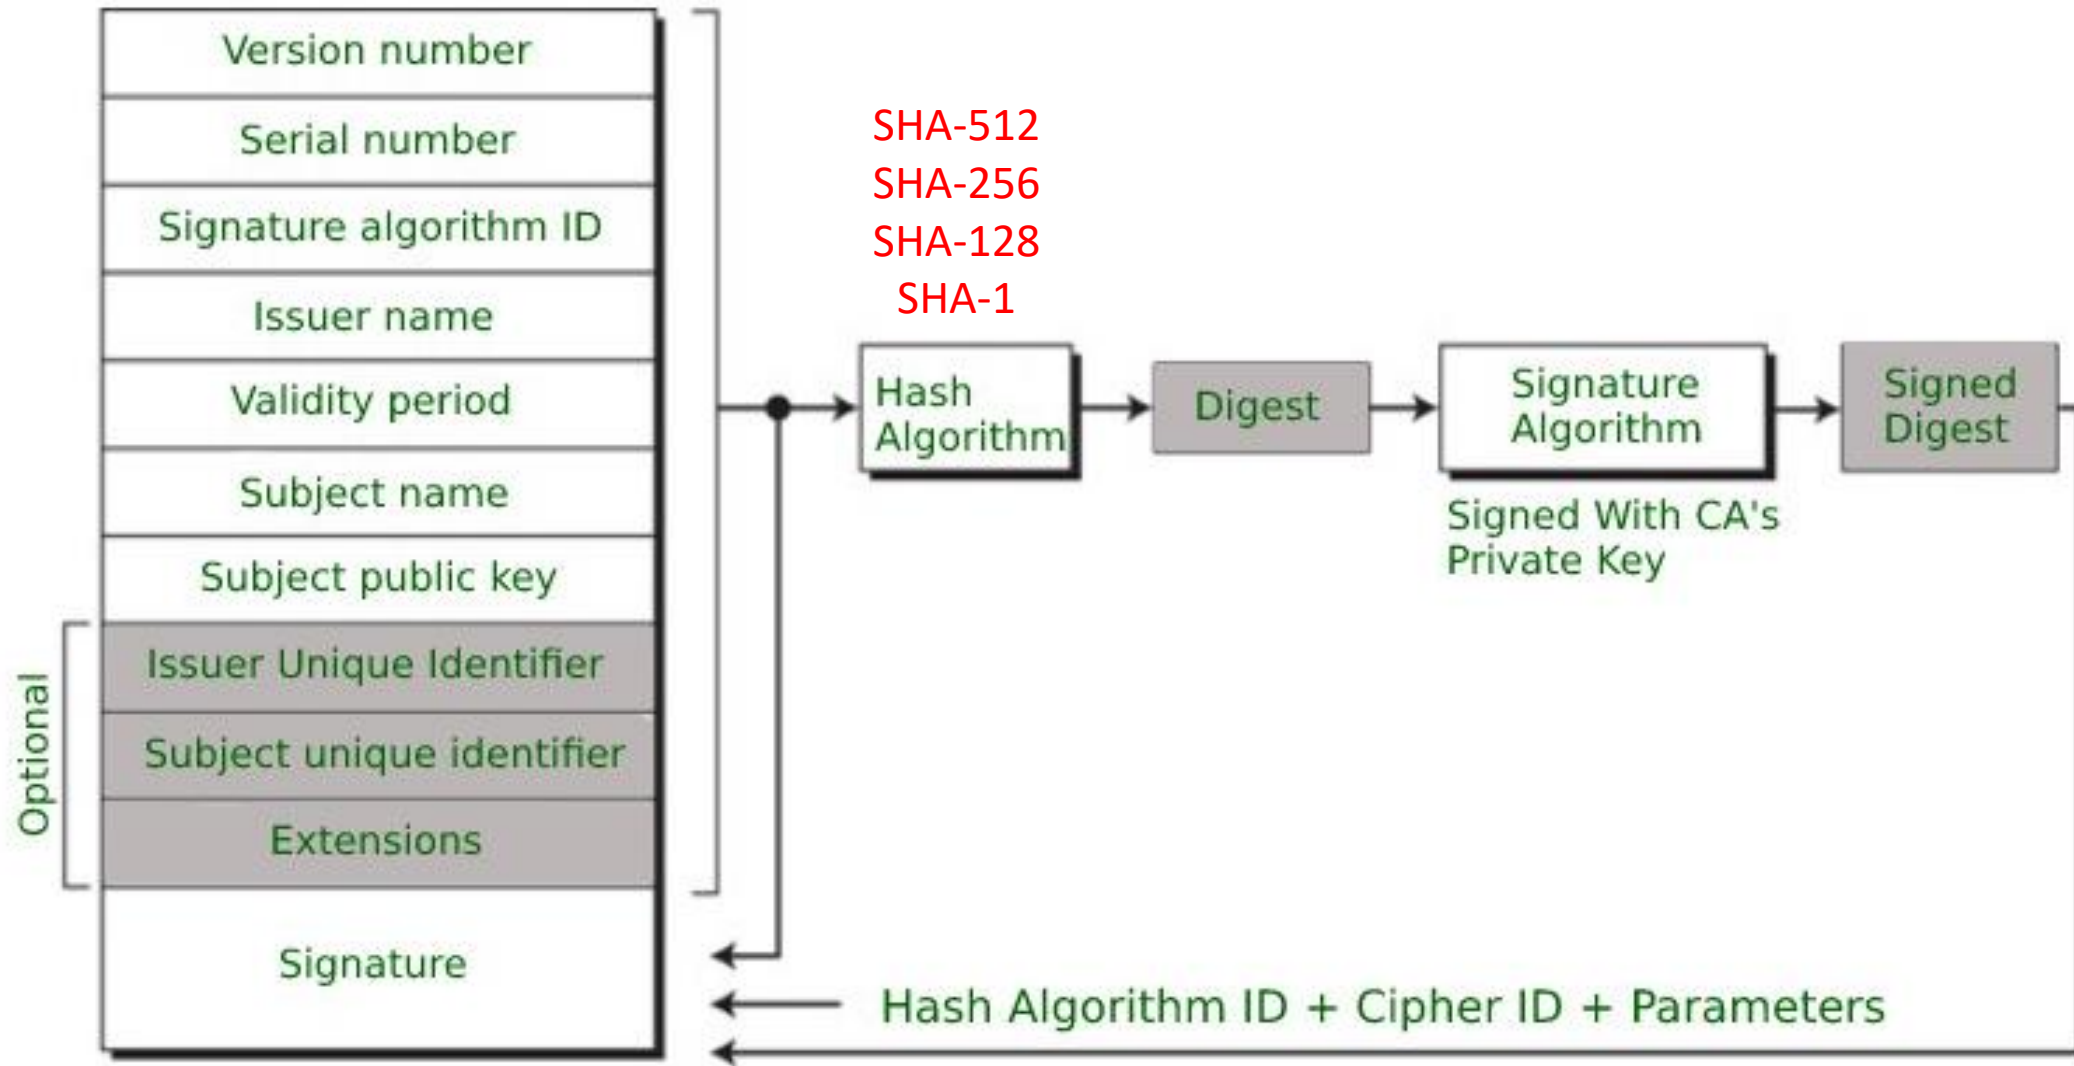 Version number
Serial number
Signature algorithm ID
Issuer name
Validity period
Subject name
Subject public key
Optional
Issuer Unique Identifier
Subject unique identifier
Extensions
Signature
SHA-512
SHA-256
SHA-128
SHA-1
Hash
Algorithm
Digest
Signature
Algorithm
Signed With CA's
Private Key
Signed
Digest
Hash Algorithm ID + Cipher ID + Parameters